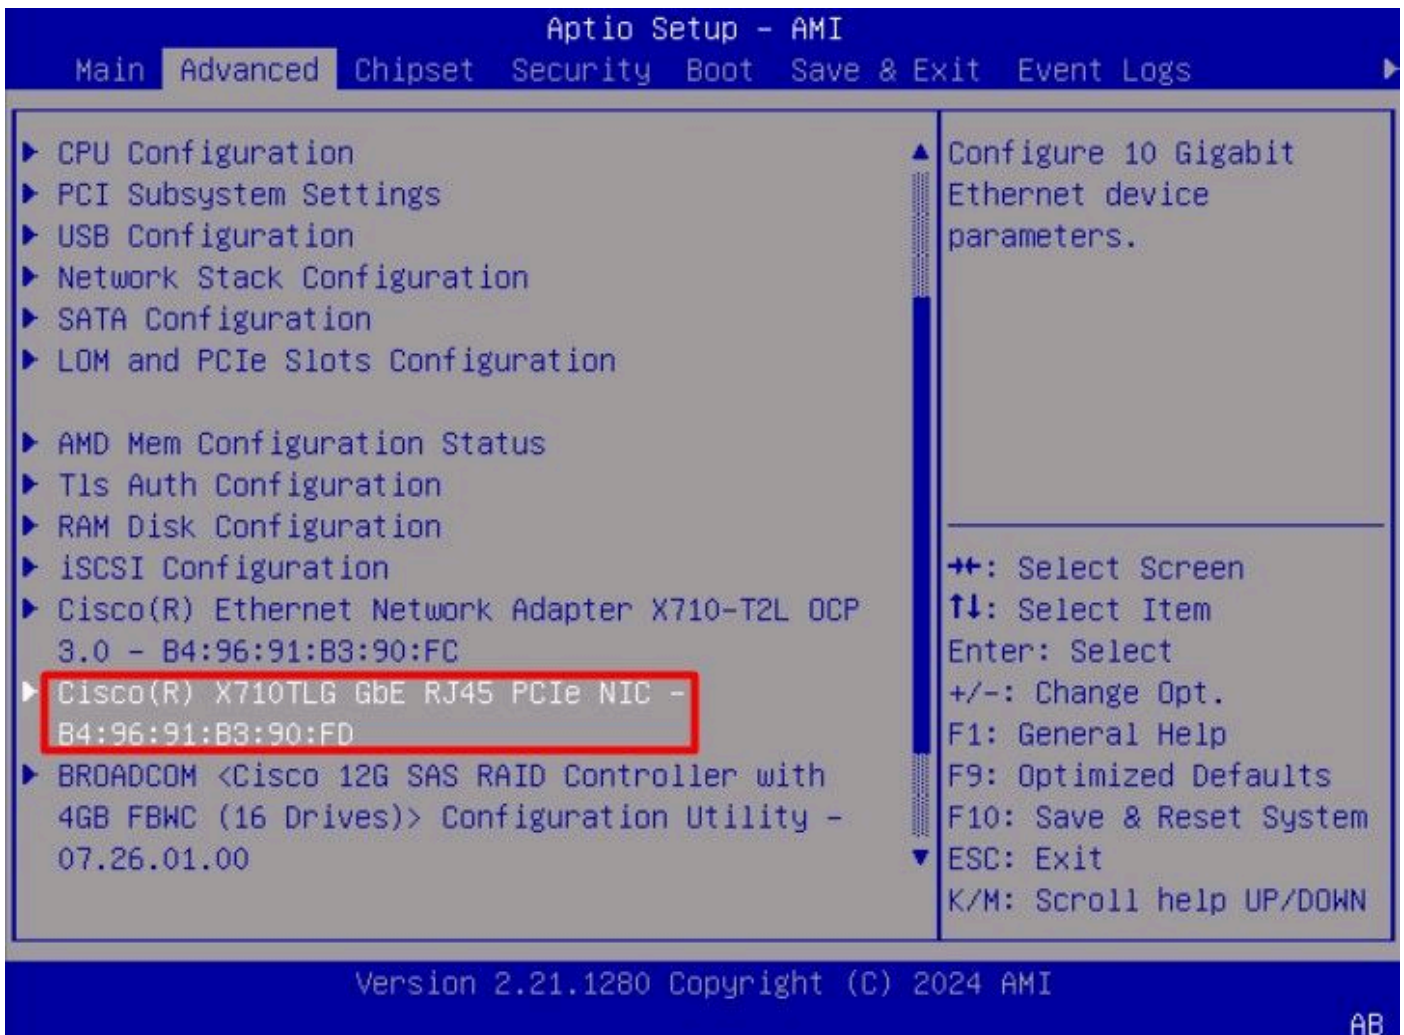 Aptio Setup – AMI
Main Advanced Chipset Security Boot Save & Exit Event Logs
CPU Configuration
PCI Subsystem Settings
USB Configuration
Network Stack Configuration
SATA Configuration
LOM and PCIe Slots Configuration
AMD Mem Configuration Status
Tls Auth Configuration
RAM Disk Configuration
iSCSI Configuration
Cisco(R) Ethernet Network Adapter X710-T2L OCP
3.0 – B4:96:91:B3:90:FC
Cisco(R) X710TLG GbE RJ45 PCIe NIC –
B4:96:91:B3:90:FD
BROADCOM <Cisco 12G SAS RAID Controller with
4GB FBWC (16 Drives)> Configuration Utility –
07.26.01.00
Configure 10 Gigabit
Ethernet device
parameters.
→←: Select Screen
↑↓: Select Item
Enter: Select
+/-: Change Opt.
F1: General Help
F9: Optimized Defaults
F10: Save & Reset System
ESC: Exit
K/M: Scroll help UP/DOWN
Version 2.21.1280 Copyright (C) 2024 AMI
AB